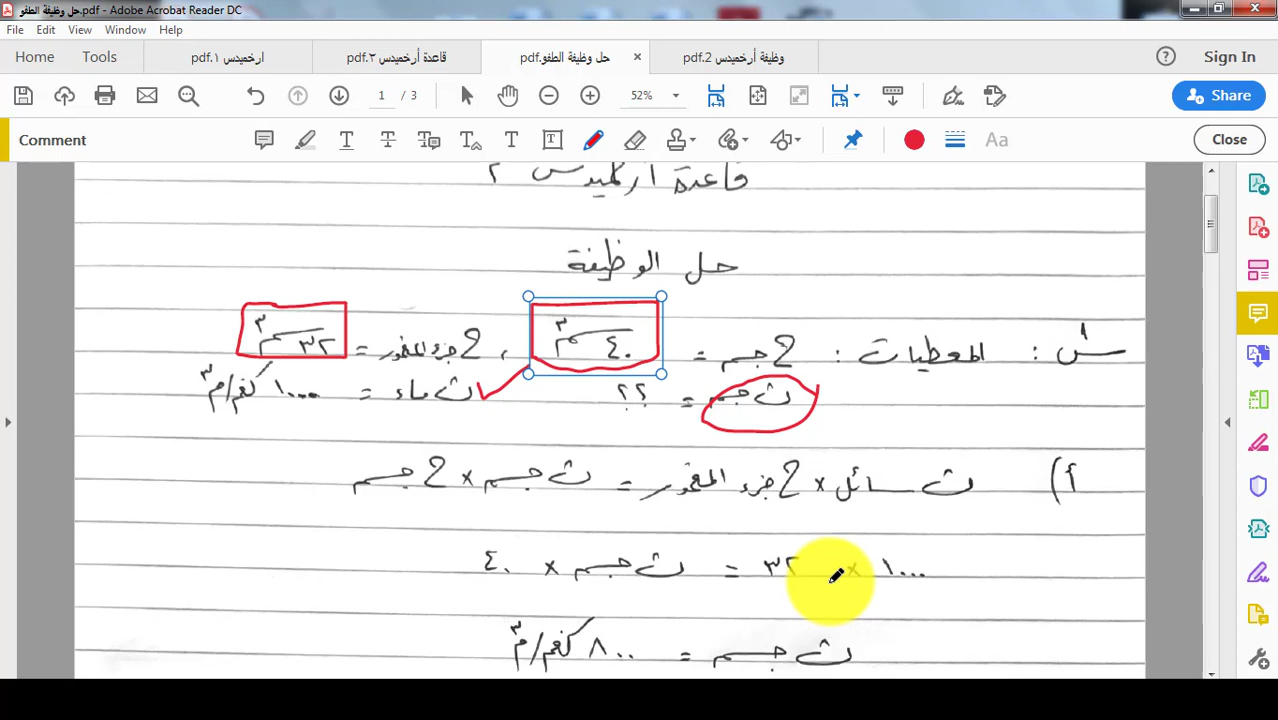 حل وظيفة الطفو.pdf - Adobe Acrobat Reader DC
File Edit View Window Help
Home Tools ارخميدس ١.pdf قاعدة أرخميدس ٣.pdf حل وظيفة الطفو.pdf × وظيفة أرخميدس 2.pdf ? Sign In
1 / 3 52% Share
Comment Aa Close
قاعدة ارخميدس ٢
حل الوظيفة
س١ : المعطيات : ح جسم = ٤٠ سم٣ ، ح جزء المغمور = ٣٢ سم٣
ث جسم = ؟؟ ث ماء = ١٠٠٠ كغم/م٣
أ) ث سائل × ح جزء المغمور = ث جسم × ح جسم
١٠٠٠ × ٣٢ = ث جسم × ٤٠
ث جسم = ٨٠٠ كغم/م٣